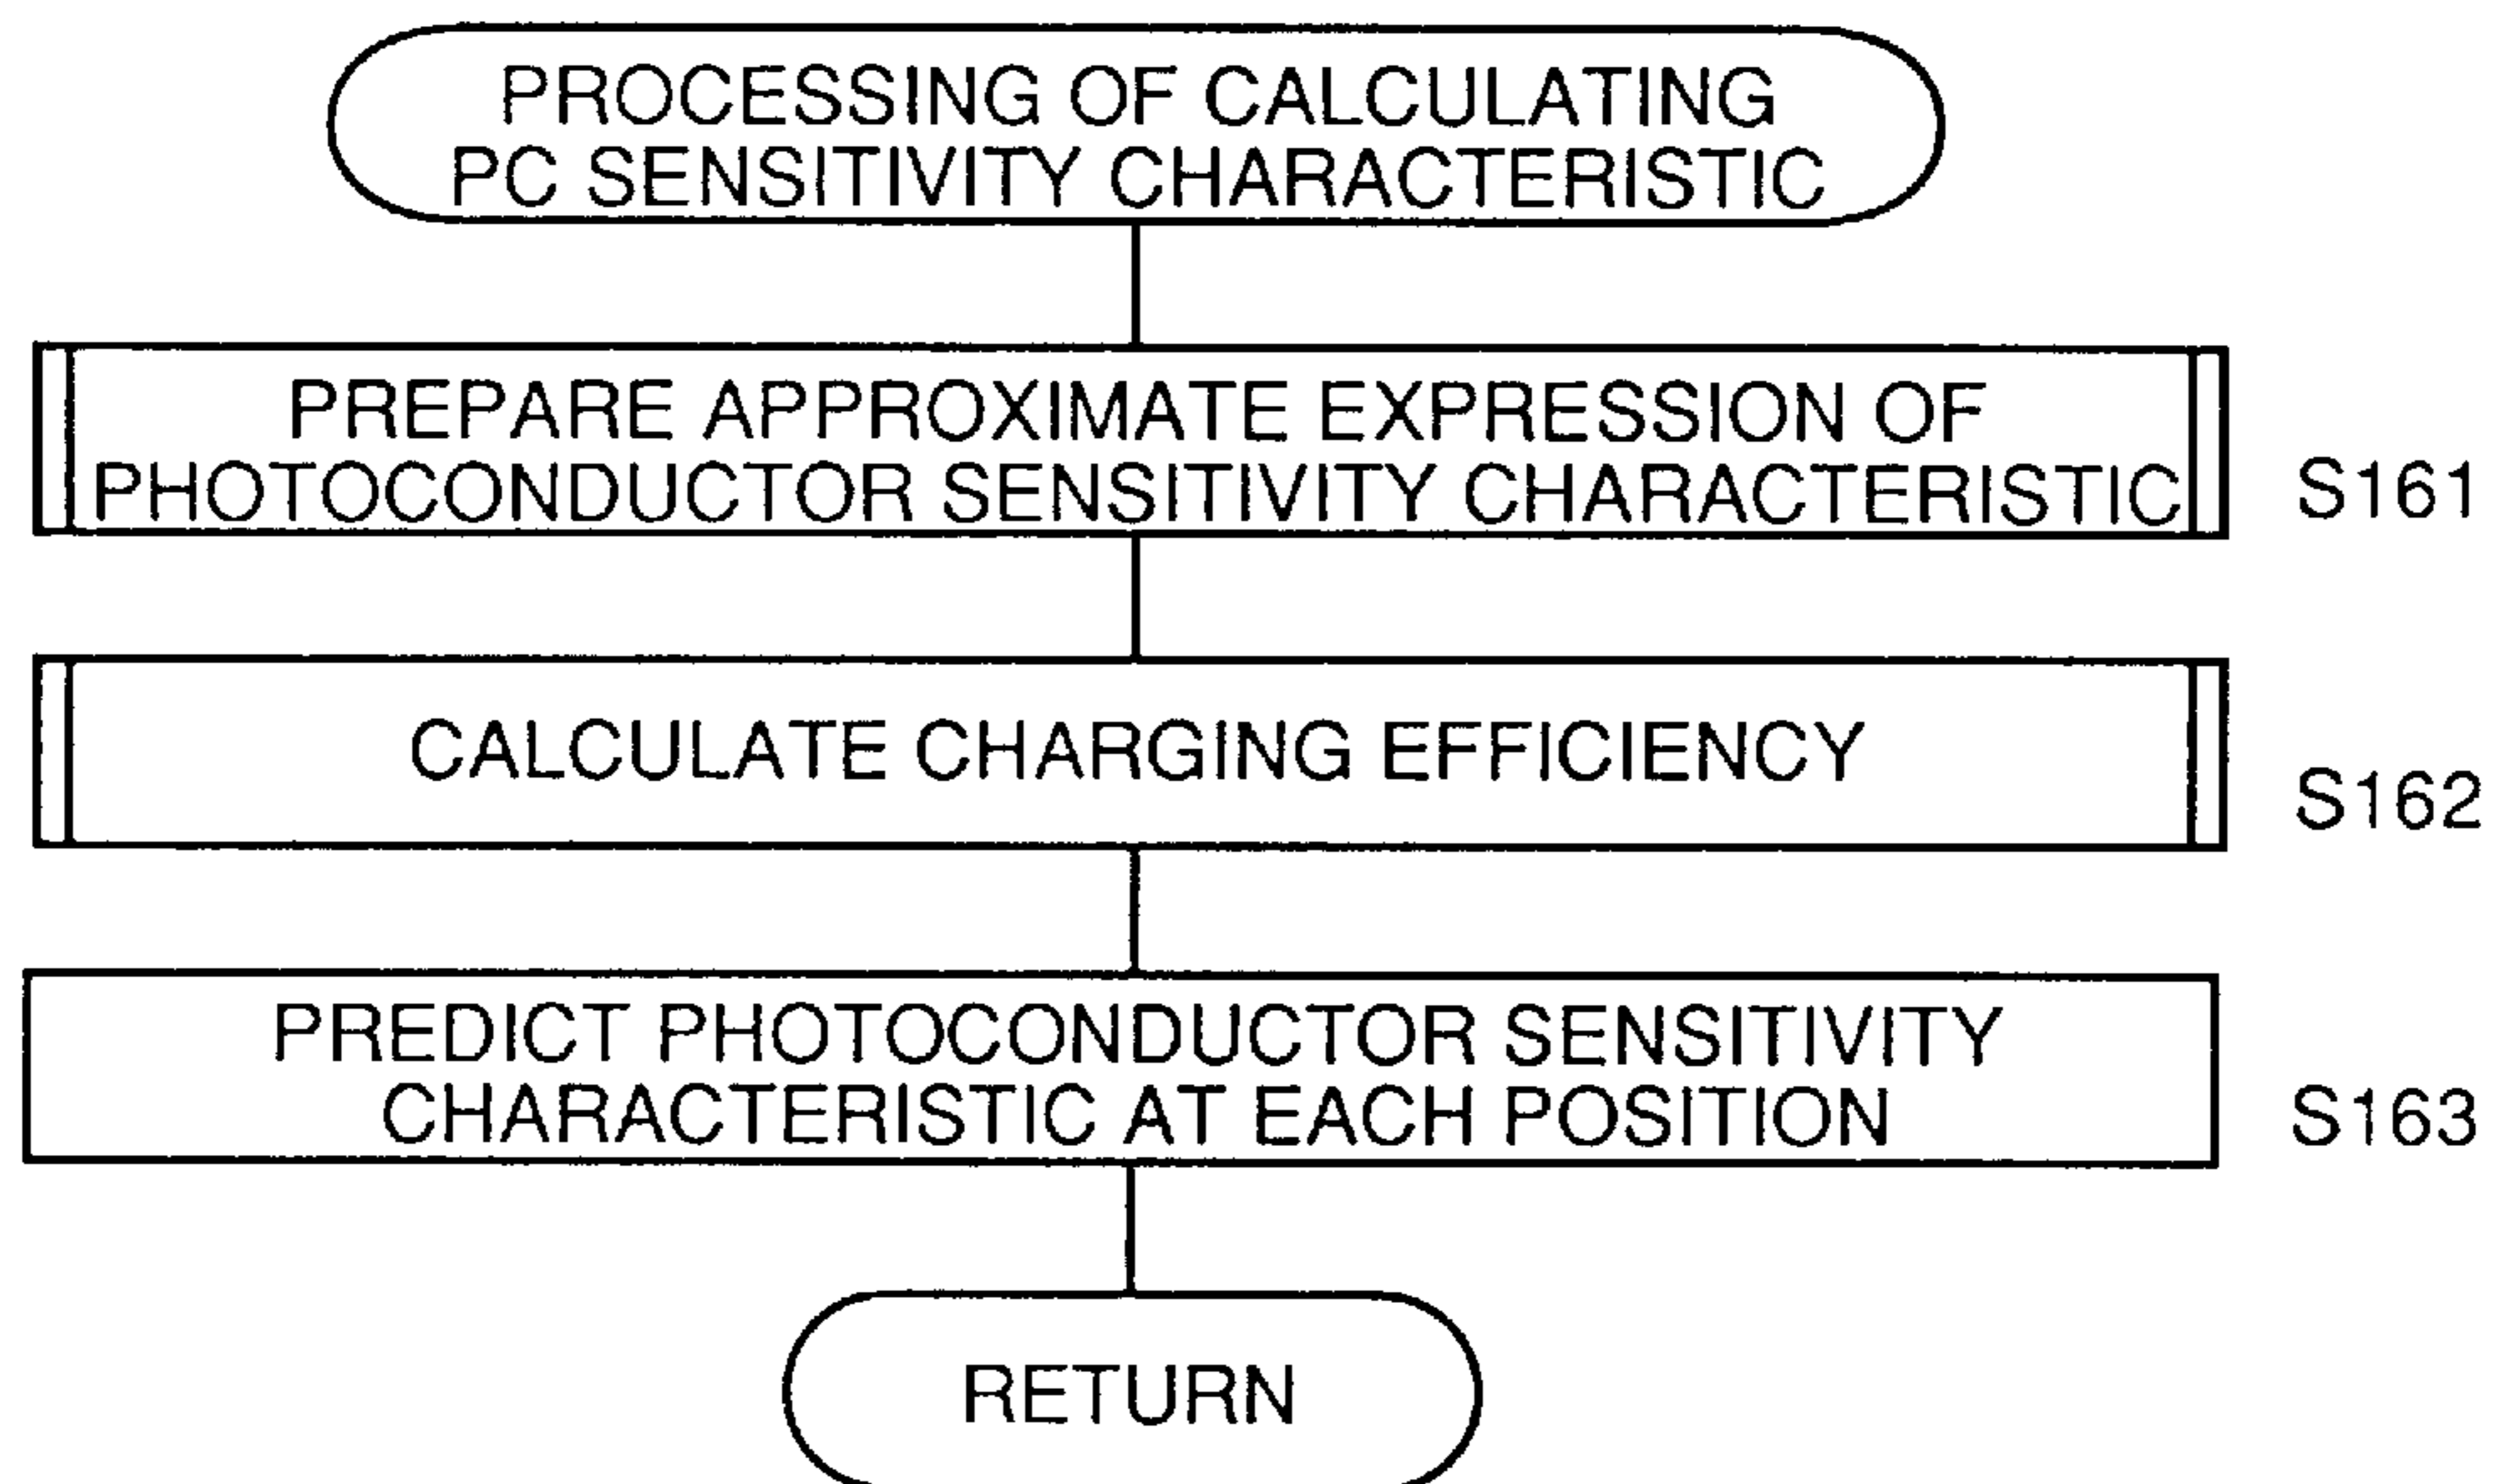 PROCESSING OF CALCULATING
PC SENSITIVITY CHARACTERISTIC
PREPARE APPROXIMATE EXPRESSION OF
PHOTOCONDUCTOR SENSITIVITY CHARACTERISTIC
S161
CALCULATE CHARGING EFFICIENCY
S162
PREDICT PHOTOCONDUCTOR SENSITIVITY
CHARACTERISTIC AT EACH POSITION
S163
RETURN